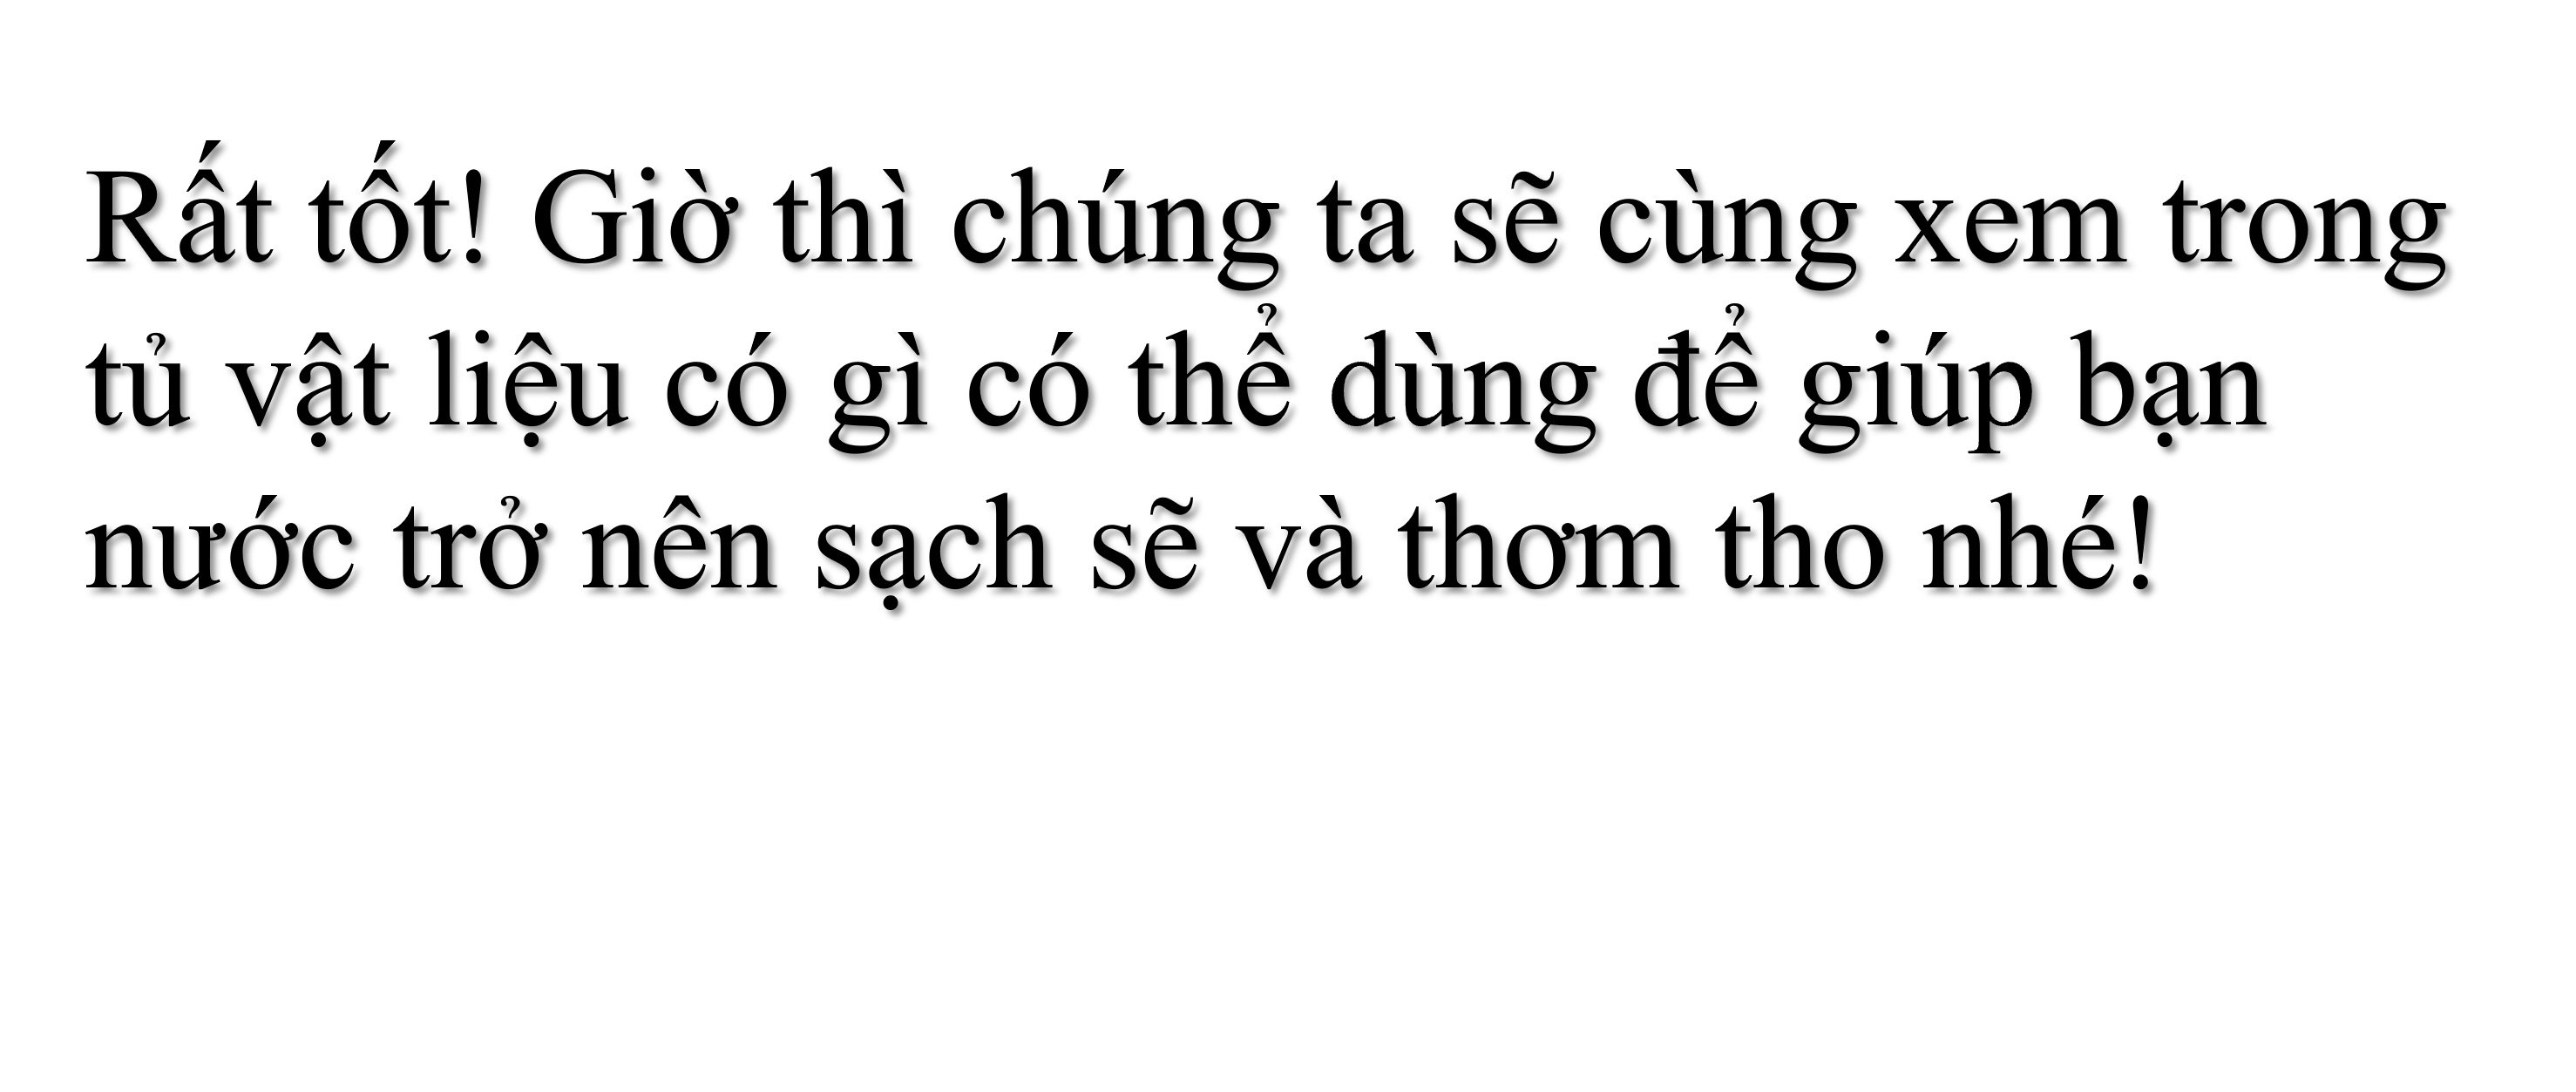 Rất tốt! Giờ thì chúng ta sẽ cùng xem trong
tủ vật liệu có gì có thể dùng để giúp bạn
nước trở nên sạch sẽ và thơm tho nhé!